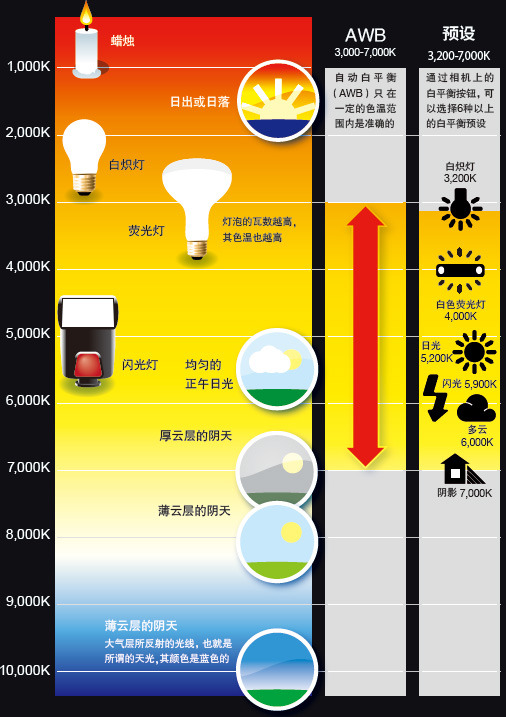 AWB
3,000-7,000K
预设
3,200-7,000K
自动白平衡
(AWB)只在
一定的色温范
围内是准确的
通过相机上的
白平衡按钮,可
以选择6种以上
的白平衡预设
蜡烛
1,000K
日出或日落
2,000K
白炽灯
3,000K
荧光灯
灯泡的瓦数越高,
其色温也越高
4,000K
5,000K
闪光灯
均匀的
正午日光
6,000K
厚云层的阴天
7,000K
薄云层的阴天
8,000K
9,000K
薄云层的阴天
大气层所反射的光线,也就是
所谓的天光,其颜色是蓝色的
10,000K
白炽灯
3,200K
白色荧光灯
4,000K
日光
5,200K
闪光 5,900K
多云
6,000K
阴影 7,000K